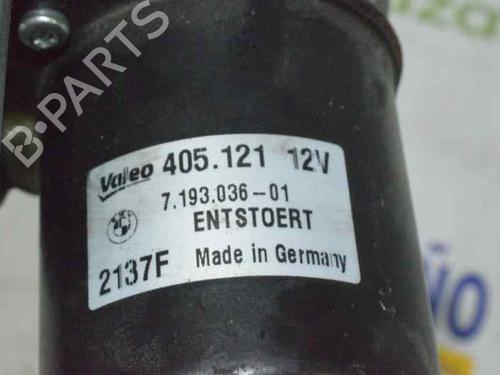 Valeo 405.121 12V
7.193.036-01
ENTSTOERT
2137F Made in Germany
B-PARTS